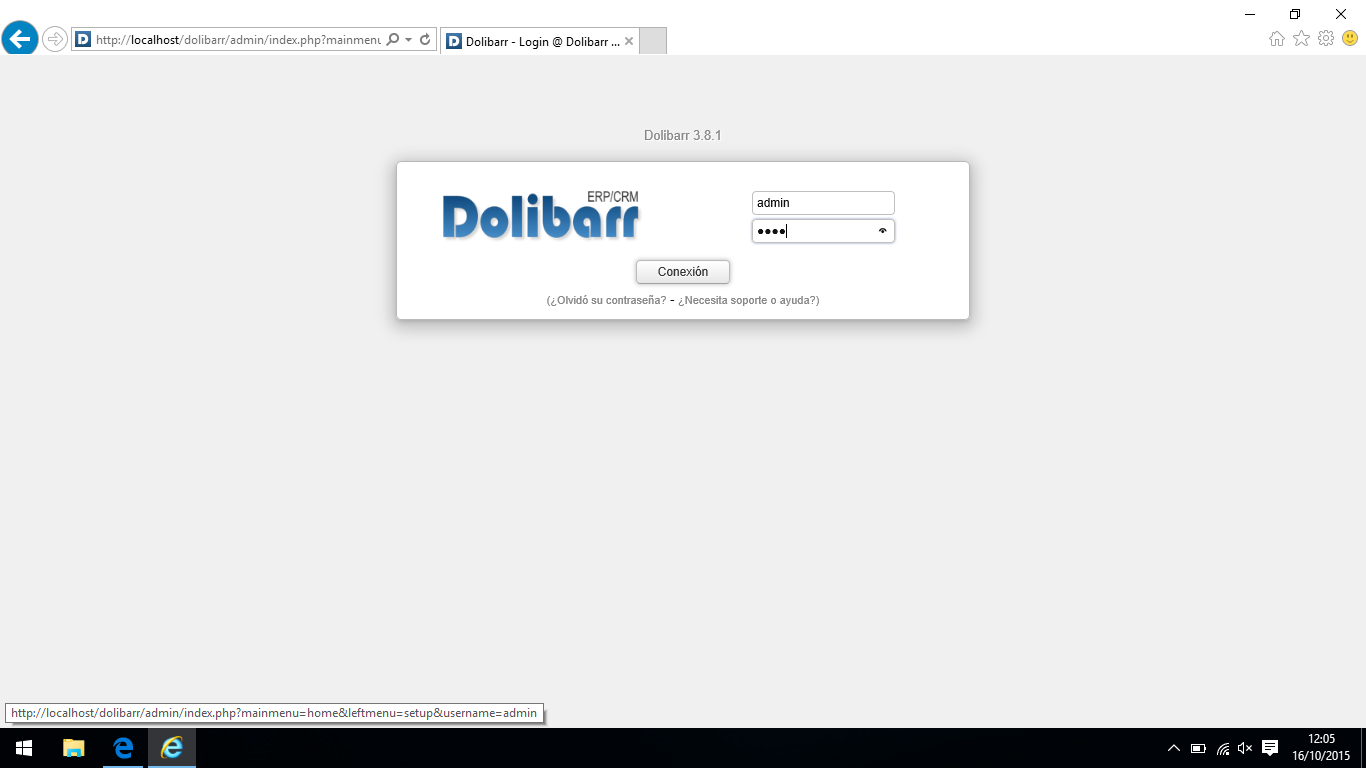 http://localhost/dolibarr/admin/index.php?mainmenu
Dolibarr - Login @ Dolibarr ...
Dolibarr 3.8.1
ERP/CRM
Dolibarr
admin
Conexión
(¿Olvidó su contraseña? - ¿Necesita soporte o ayuda?)
http://localhost/dolibarr/admin/index.php?mainmenu=home&leftmenu=setup&username=admin
12:05
16/10/2015